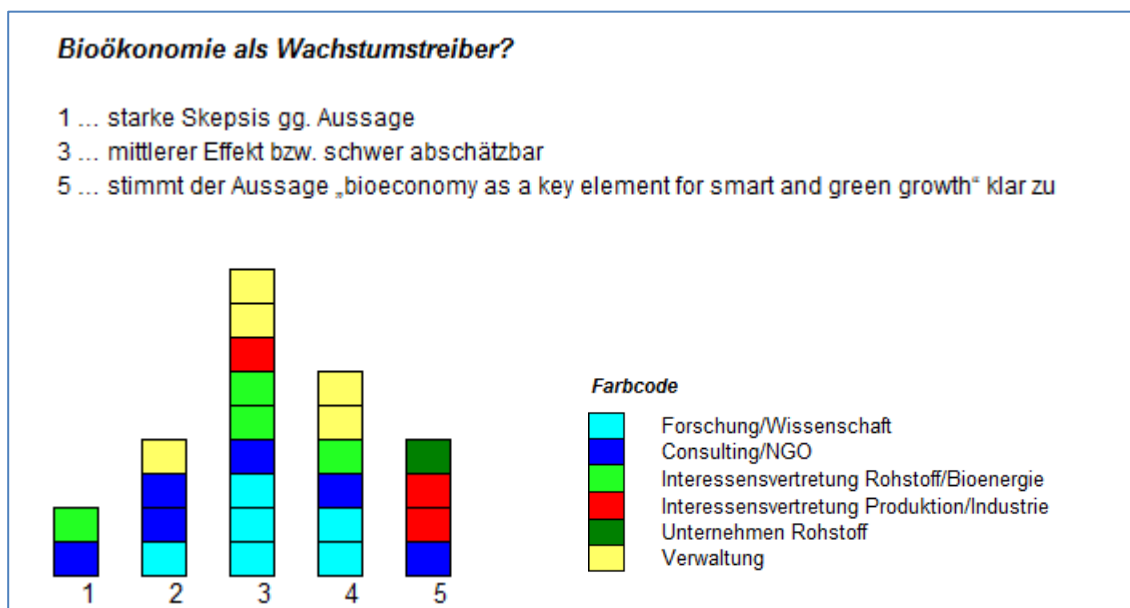 Bioökonomie als Wachstumstreiber?
1 ... starke Skepsis gg. Aussage
3 ... mittlerer Effekt bzw. schwer abschätzbar
5 ... stimmt der Aussage „bioeconomy as a key element for smart and green growth“ klar zu
Farbcode
Forschung/Wissenschaft
Consulting/NGO
Interessensvertretung Rohstoff/Bioenergie
Interessensvertretung Produktion/Industrie
Unternehmen Rohstoff
Verwaltung
1 2 3 4 5